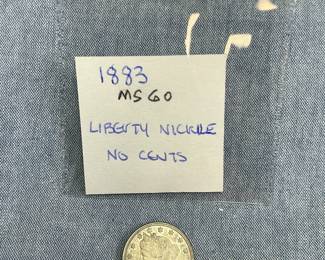 1883
MS60
LIBERTY NICKLE
NO CENTS